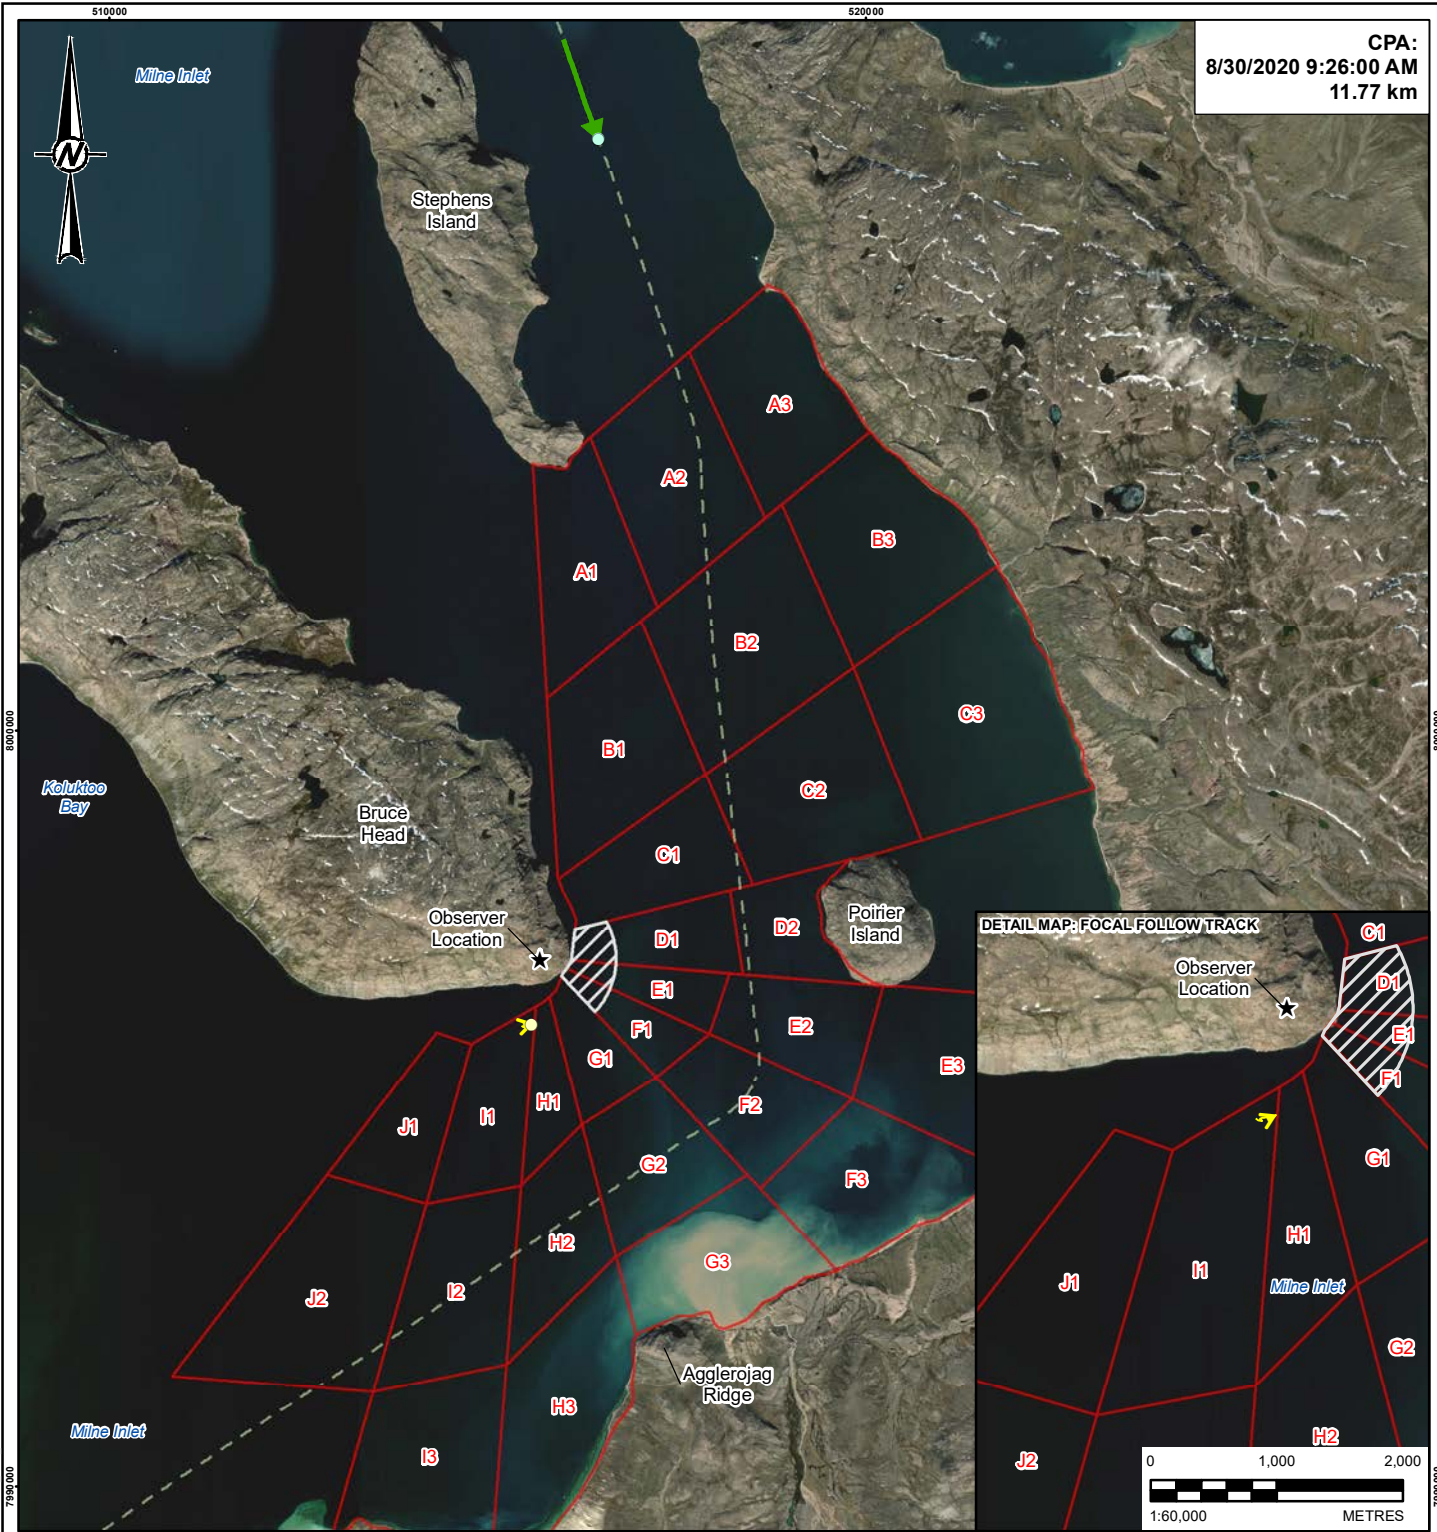 510000
520000
CPA:
8/30/2020 9:26:00 AM
11.77 km
Milne Inlet
N
Stephens
Island
A3
A2
B3
A1
B2
C3
8000000
8000000
B1
Koluktoo
Bay
C2
Bruce
Head
C1
Observer
Location
D1
D2
Poirier
Island
E1
F1
E2
G1
E3
H1
F2
I1
J1
G2
F3
H2
G3
I2
J2
Agglerojag
Ridge
H3
Milne Inlet
I3
7990000
DETAIL MAP: FOCAL FOLLOW TRACK
C1
Observer
Location
D1
E1
F1
G1
H1
I1
J1
Milne Inlet
G2
H2
J2
0 1,000 2,000
1:60,000 METRES
7990000